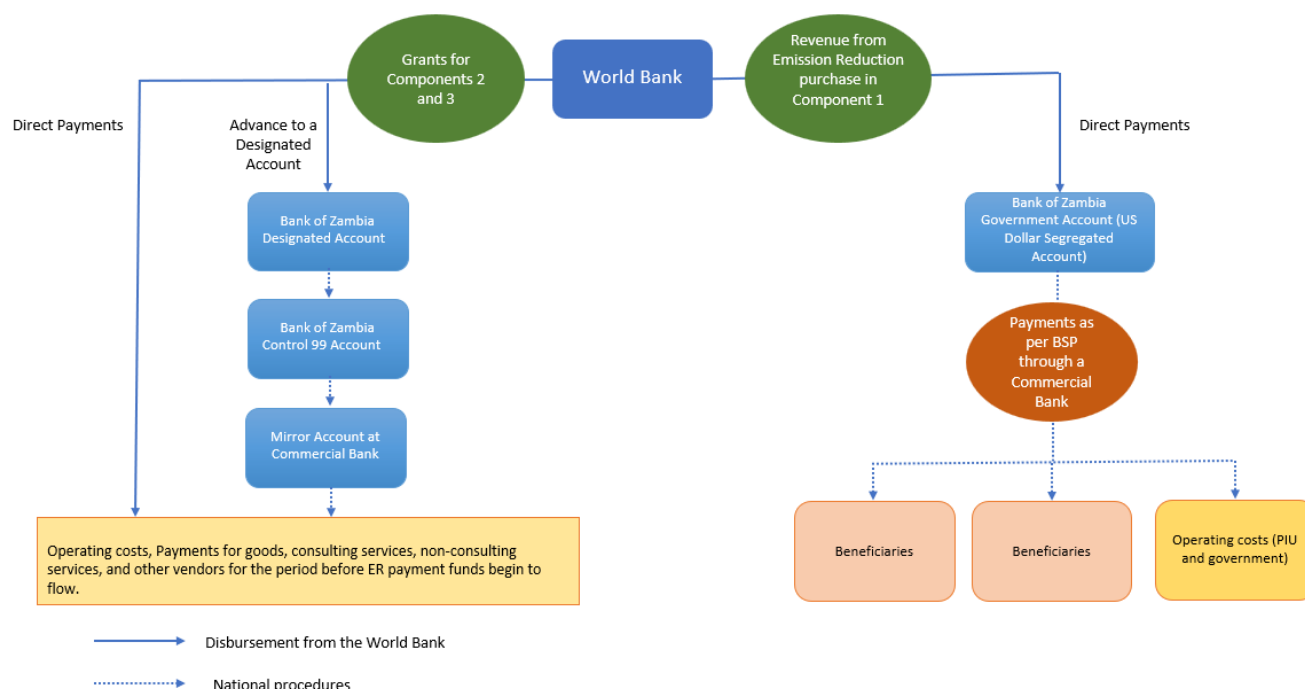 Grants for
Components 2
and 3
World Bank
Revenue from
Emission Reduction
purchase in
Component 1
Direct Payments
Advance to a
Designated
Account
Direct Payments
Bank of Zambia
Designated Account
Bank of Zambia
Government Account (US
Dollar Segregated
Account)
Bank of Zambia
Control 99 Account
Payments as
per BSP
through a
Commercial
Bank
Mirror Account at
Commercial Bank
Operating costs, Payments for goods, consulting services, non-consulting
services, and other vendors for the period before ER payment funds begin to
flow.
Beneficiaries
Beneficiaries
Operating costs (PIU
and government)
Disbursement from the World Bank
National procedures